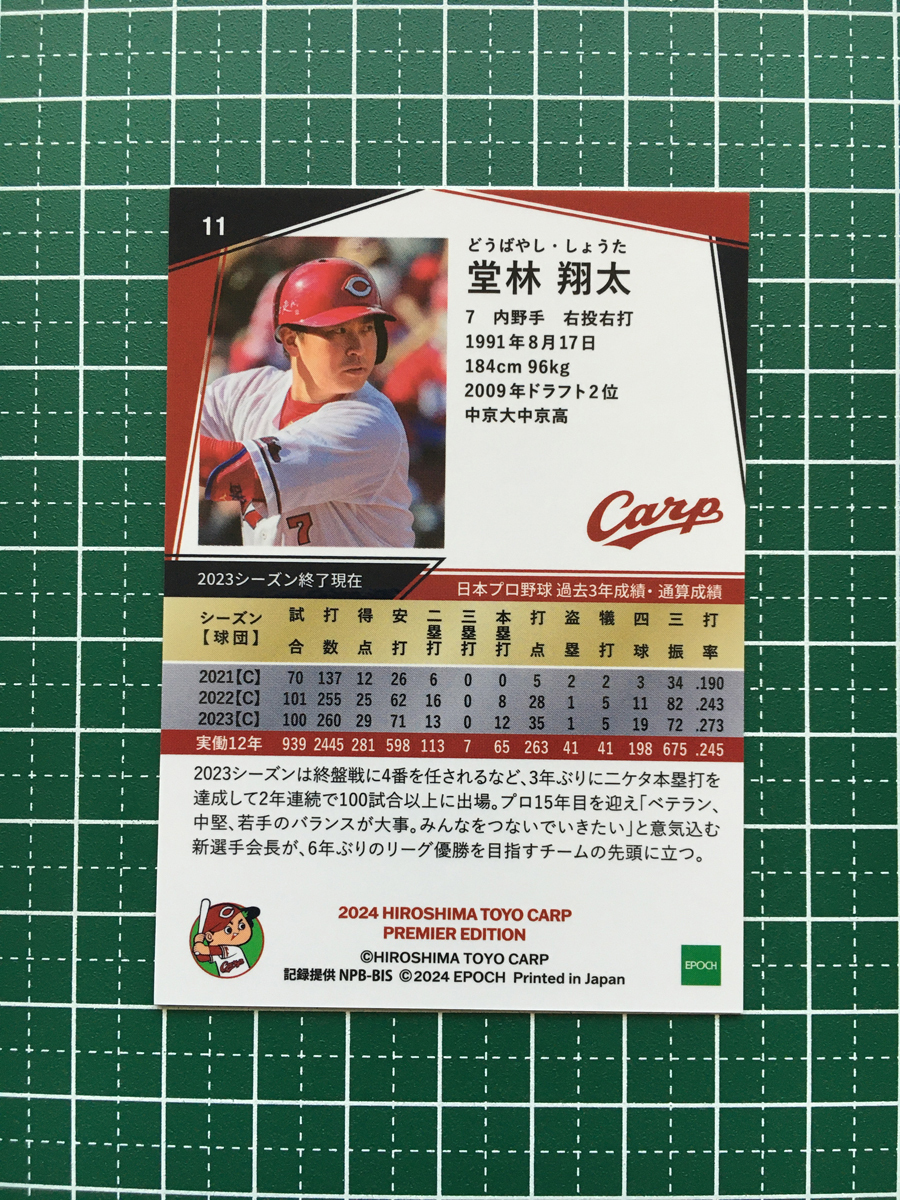 11
どうばやし・しょうた
堂林 翔太
7 内野手 右投右打
1991年8月17日
184cm 96kg
2009年ドラフト2位
中京大中京高
C
7
Carp
2023シーズン終了現在
日本プロ野球 過去3年成績・通算成績
シーズン【球団】 試合 打数 得点 安打 二塁打 三塁打 本塁打 打点 盗塁 犠打 四球 三振 打率
2021【C】 70 137 12 26 6 0 0 5 2 2 3 34 .190
2022【C】 101 255 25 62 16 0 8 28 1 5 11 82 .243
2023【C】 100 260 29 71 13 0 12 35 1 5 19 72 .273
実働12年 939 2445 281 598 113 7 65 263 41 41 198 675 .245
2023シーズンは終盤戦に4番を任されるなど、3年ぶりに二ケタ本塁打を
達成して2年連続で100試合以上に出場。プロ15年目を迎え「ベテラン、
中堅、若手のバランスが大事。みんなをつないでいきたい」と意気込む
新選手会長が、6年ぶりのリーグ優勝を目指すチームの先頭に立つ。
C
Carp
2024 HIROSHIMA TOYO CARP
PREMIER EDITION
©HIROSHIMA TOYO CARP
記録提供 NPB-BIS ©2024 EPOCH Printed in Japan
EPOCH